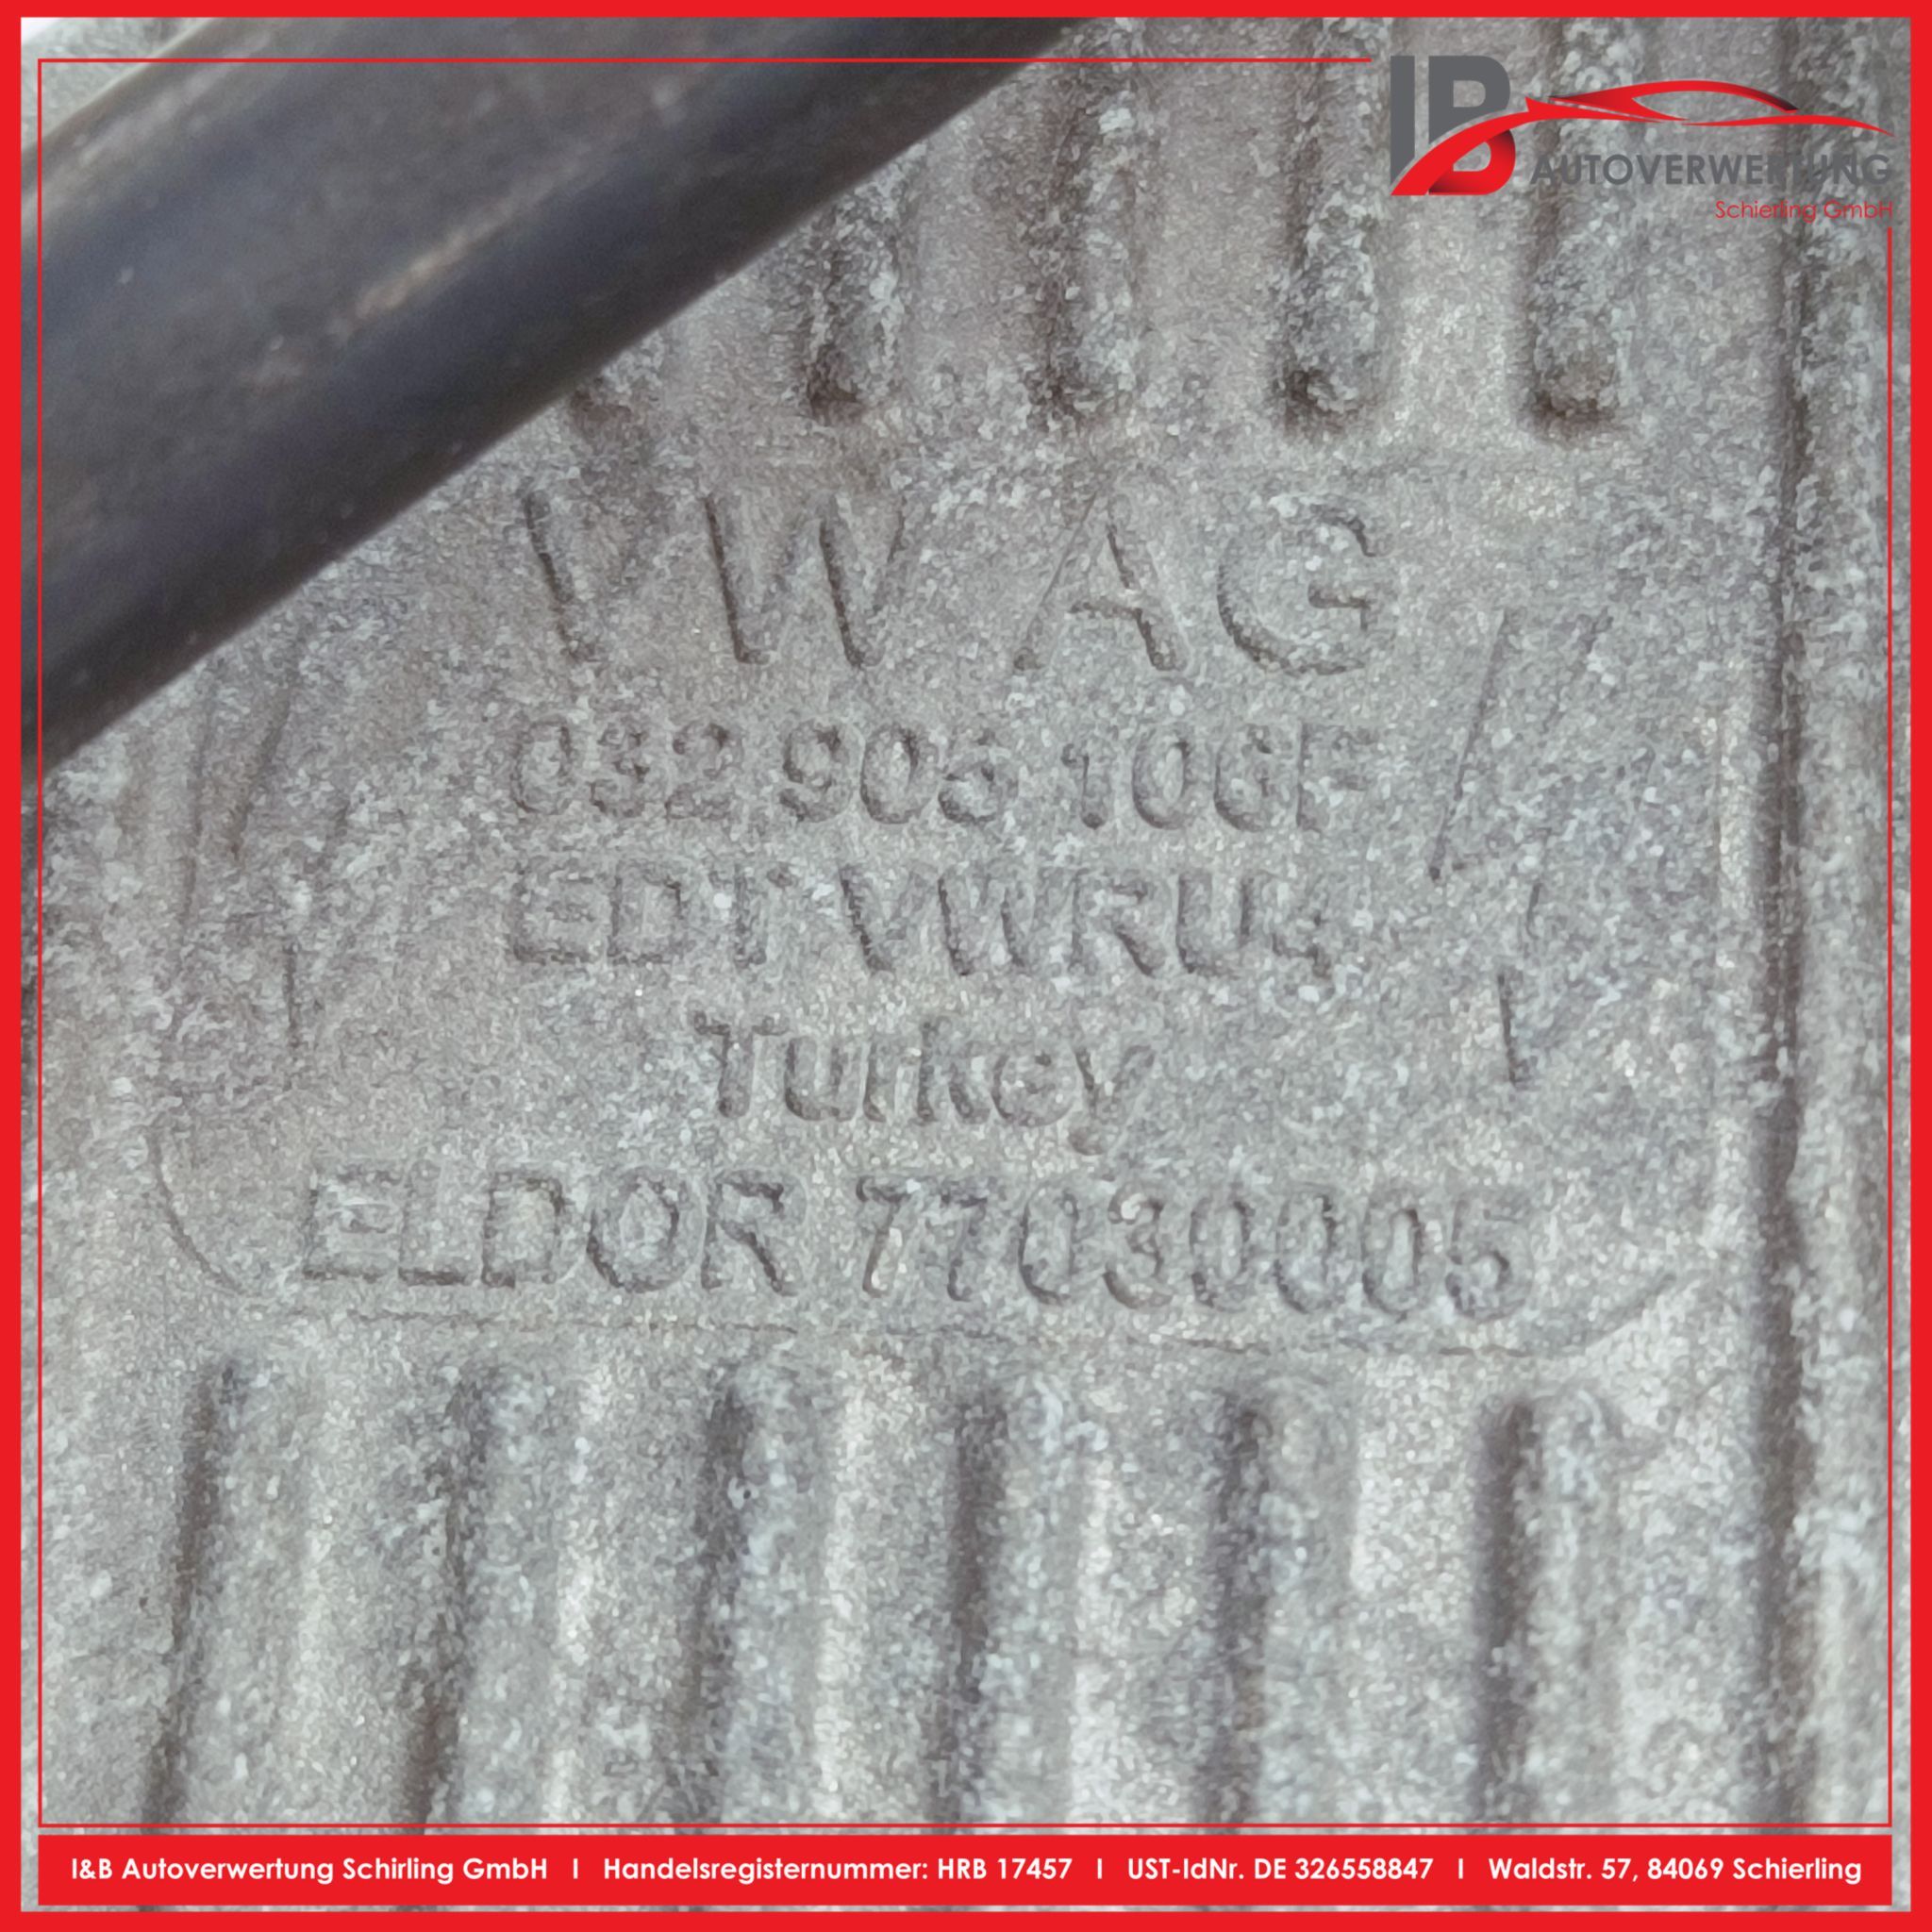 IB
AUTOVERWERTUNG
Schierling GmbH
VW AG
032 905 106F
EDT VWRU4
Turkey
ELDOR 77030005
I&B Autoverwertung Schirling GmbH I Handelsregisternummer: HRB 17457 I UST-IdNr. DE 326558847 I Waldstr. 57, 84069 Schierling